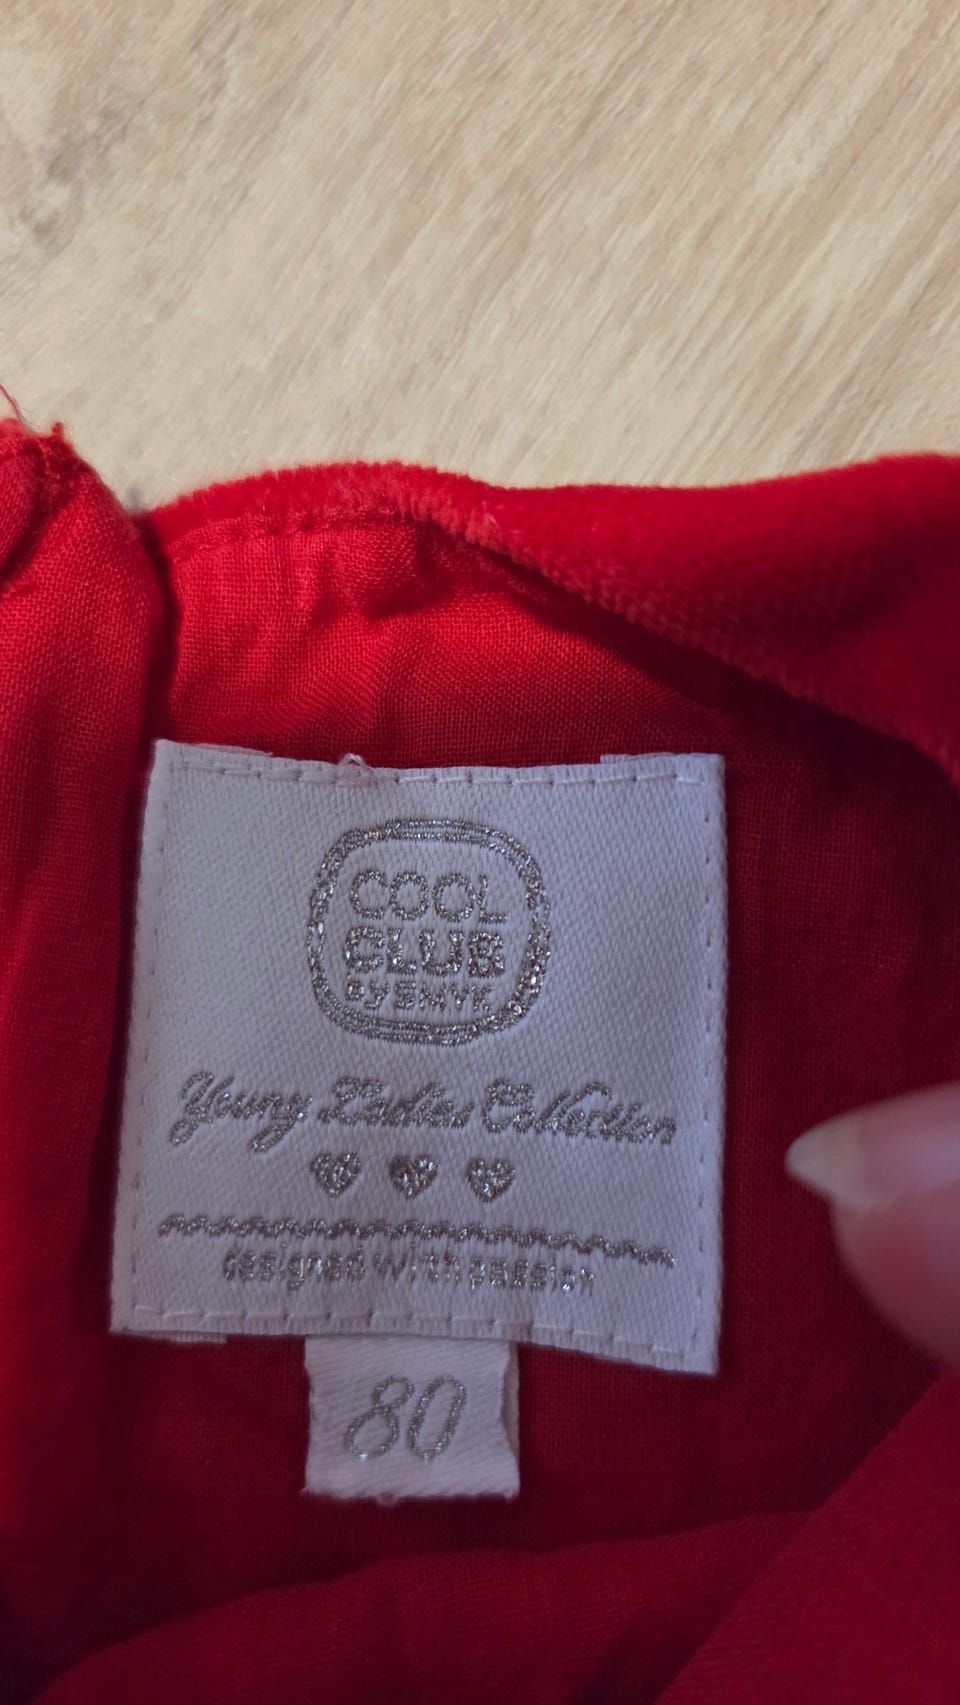 COOL
CLUB
By SMYK
Young Ladies Collection
designed with passion
80